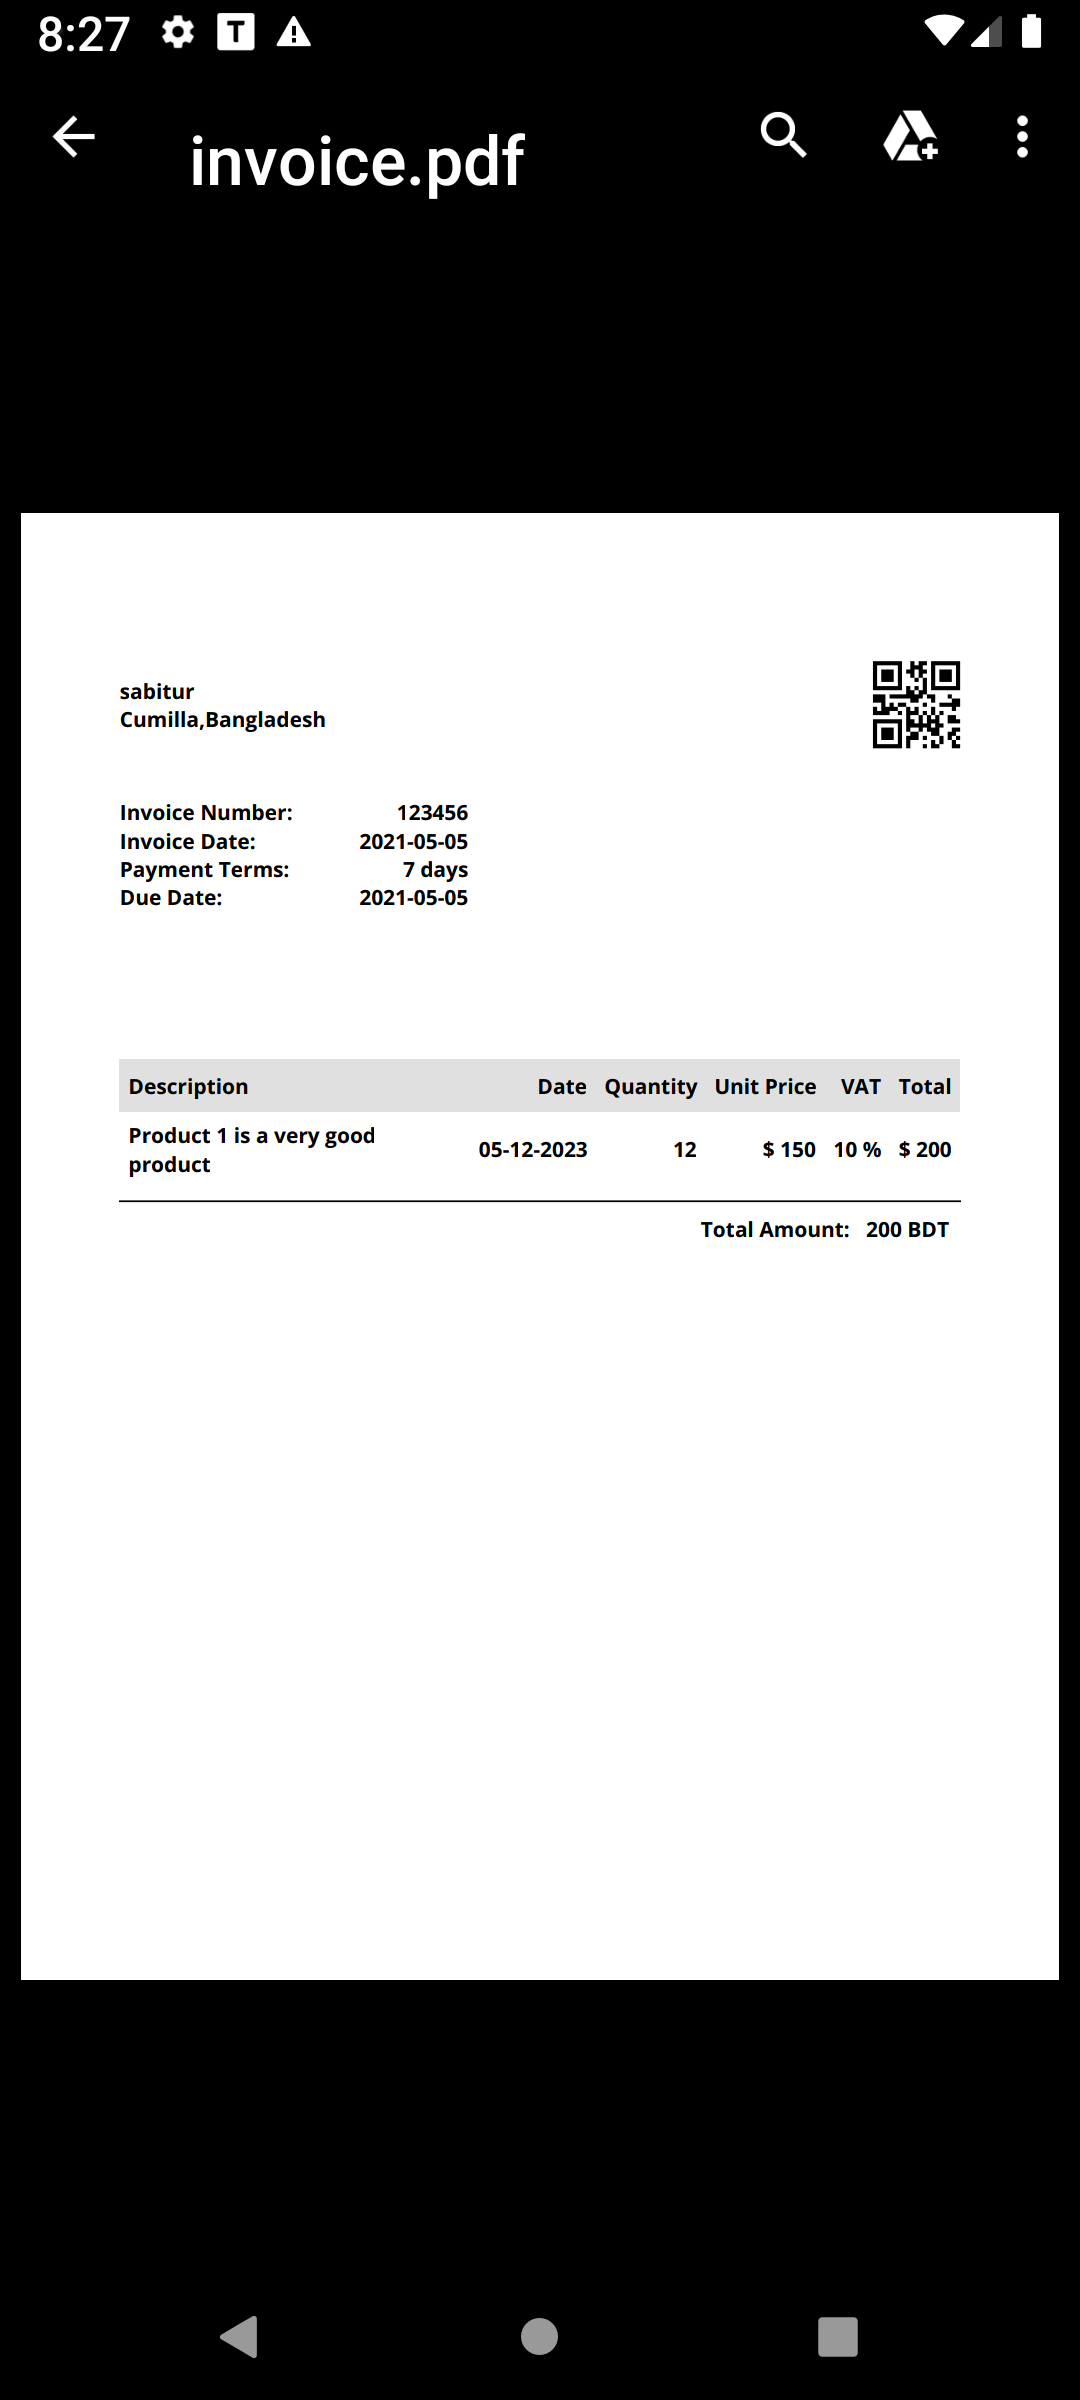 8:27
invoice.pdf
sabitur
Cumilla,Bangladesh
Invoice Number: 123456
Invoice Date: 2021-05-05
Payment Terms: 7 days
Due Date: 2021-05-05
Description Date Quantity Unit Price VAT Total
Product 1 is a very good
product 05-12-2023 12 $ 150 10 % $ 200
Total Amount: 200 BDT